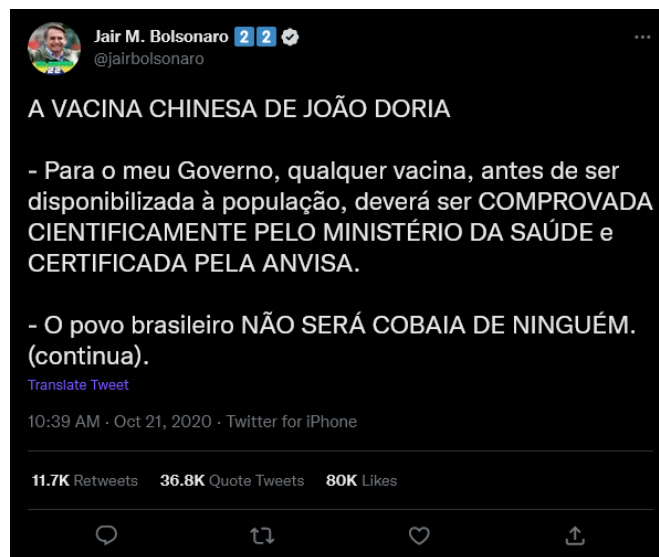 Jair M. Bolsonaro 2️⃣2️⃣
@jairbolsonaro
A VACINA CHINESA DE JOÃO DORIA
- Para o meu Governo, qualquer vacina, antes de ser
disponibilizada à população, deverá ser COMPROVADA
CIENTIFICAMENTE PELO MINISTÉRIO DA SAÚDE e
CERTIFICADA PELA ANVISA.
- O povo brasileiro NÃO SERÁ COBAIA DE NINGUÉM.
(continua).
Translate Tweet
10:39 AM · Oct 21, 2020 · Twitter for iPhone
11.7K Retweets 36.8K Quote Tweets 80K Likes